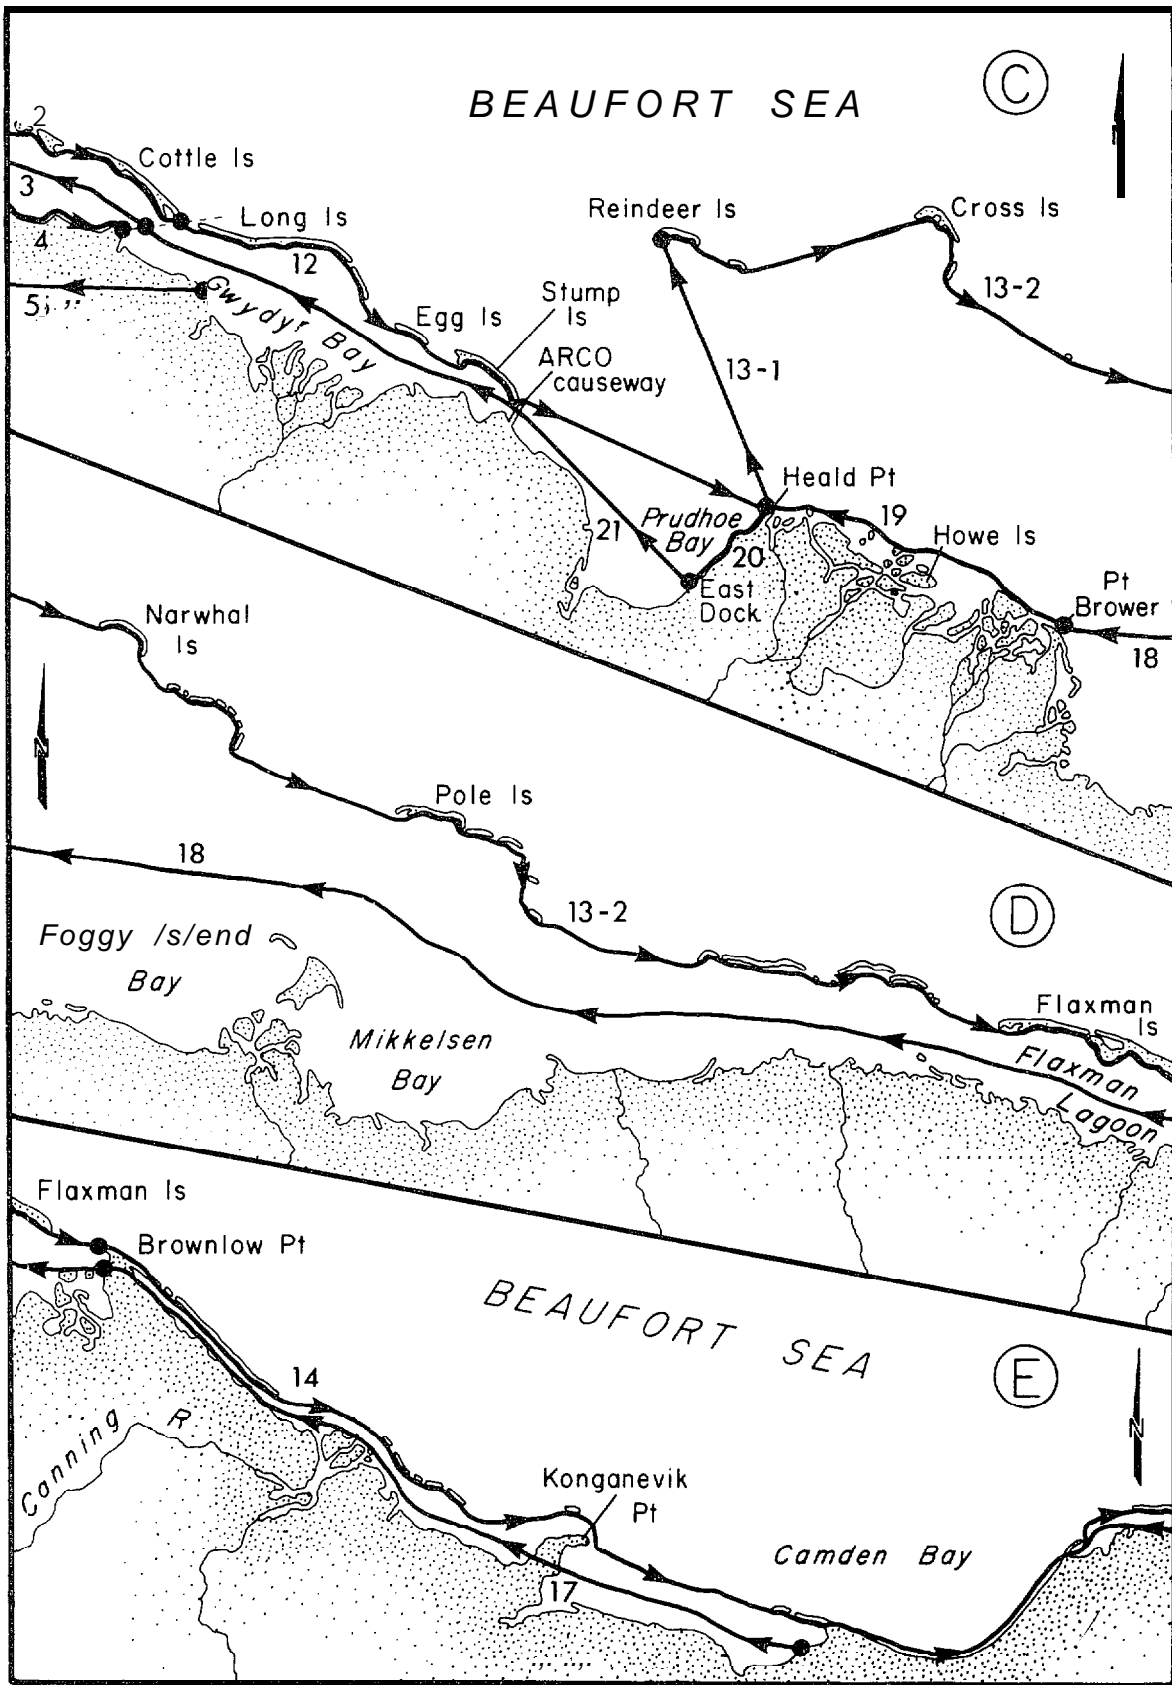 C
BEAUFORT SEA
2
Cottle Is
3
Long Is
4
12
5
Gwydyr Bay
Egg Is
Stump
Is
ARCO
causeway
Reindeer Is
Cross Is
13-2
13-1
Heald Pt
19
Prudhoe
Bay
21
20
Howe Is
East
Dock
Pt
Brower
18
Narwhal
Is
N
Pole Is
18
13-2
D
Foggy /s/end
Bay
Mikkelsen
Bay
Flaxman
Is
Flaxman
Lagoon
Flaxman Is
Brownlow Pt
BEAUFORT SEA
E
14
N
Canning R
Konganevik
Pt
Camden Bay
17